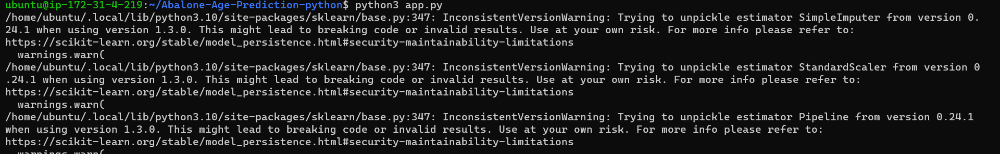 ubuntu@ip-172-31-4-219:~/Abalone-Age-Prediction-python$ python3 app.py
/home/ubuntu/.local/lib/python3.10/site-packages/sklearn/base.py:347: InconsistentVersionWarning: Trying to unpickle estimator SimpleImputer from version 0.
24.1 when using version 1.3.0. This might lead to breaking code or invalid results. Use at your own risk. For more info please refer to:
https://scikit-learn.org/stable/model_persistence.html#security-maintainability-limitations
  warnings.warn(
/home/ubuntu/.local/lib/python3.10/site-packages/sklearn/base.py:347: InconsistentVersionWarning: Trying to unpickle estimator StandardScaler from version 0
.24.1 when using version 1.3.0. This might lead to breaking code or invalid results. Use at your own risk. For more info please refer to:
https://scikit-learn.org/stable/model_persistence.html#security-maintainability-limitations
  warnings.warn(
/home/ubuntu/.local/lib/python3.10/site-packages/sklearn/base.py:347: InconsistentVersionWarning: Trying to unpickle estimator Pipeline from version 0.24.1
when using version 1.3.0. This might lead to breaking code or invalid results. Use at your own risk. For more info please refer to:
https://scikit-learn.org/stable/model_persistence.html#security-maintainability-limitations
  warnings.warn(